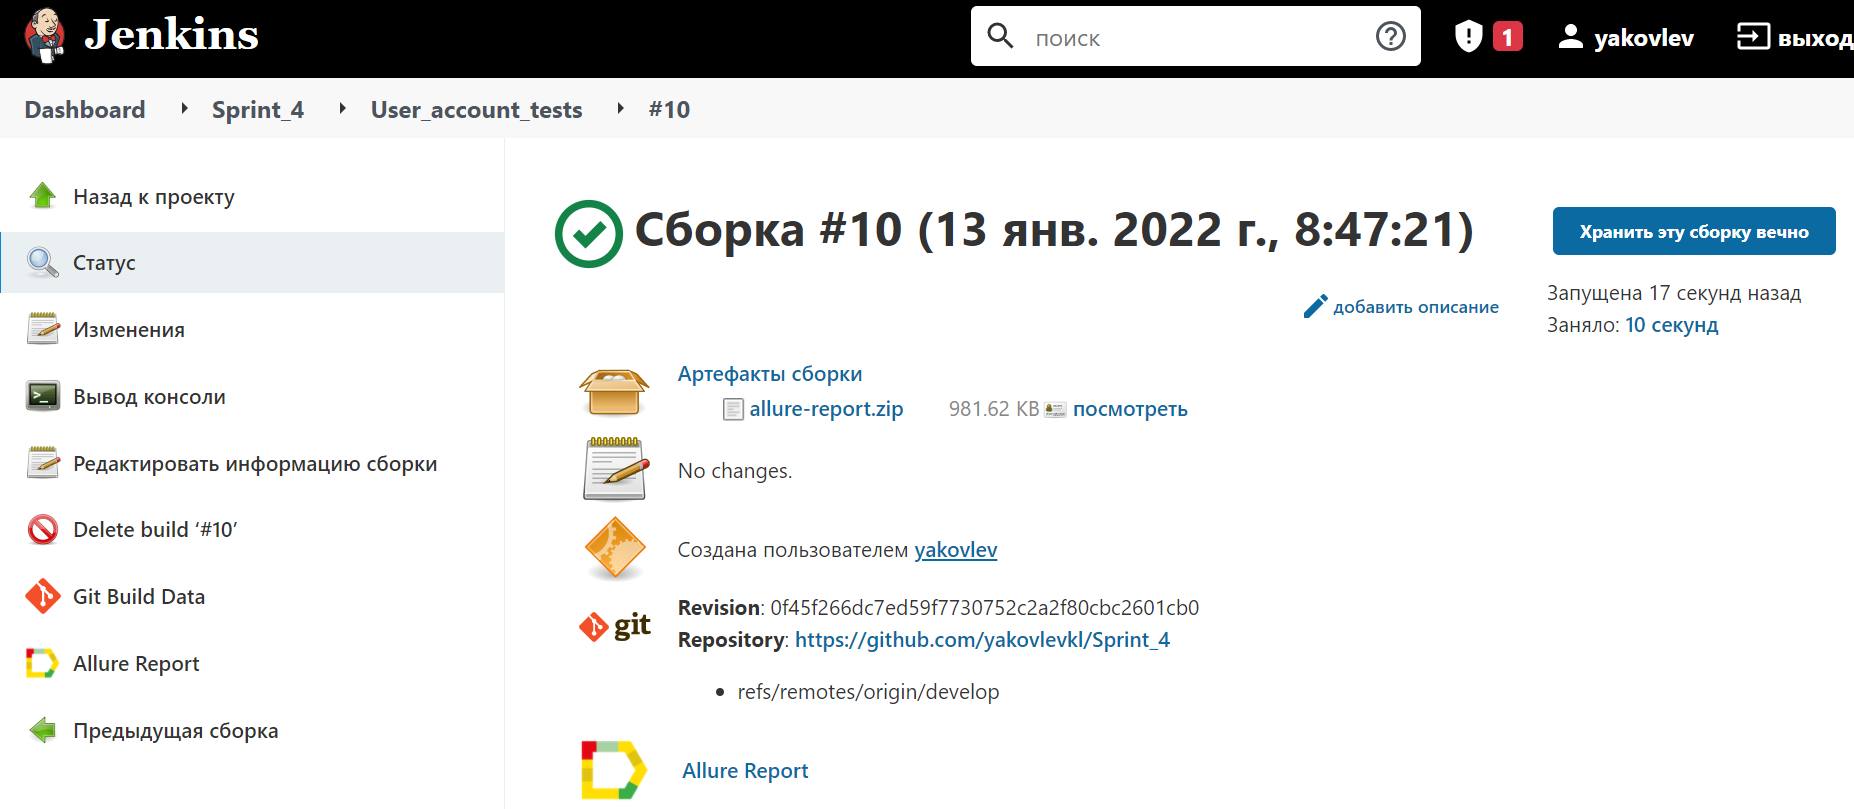 Jenkins
поиск
1
yakovlev
выход
Dashboard Sprint_4 User_account_tests #10
Назад к проекту
Статус
Изменения
Вывод консоли
Редактировать информацию сборки
Delete build ‘#10’
Git Build Data
Allure Report
Предыдущая сборка
Сборка #10 (13 янв. 2022 г., 8:47:21)
Хранить эту сборку вечно
добавить описание
Запущена 17 секунд назад
Заняло: 10 секунд
Артефакты сборки
allure-report.zip 981.62 KB посмотреть
No changes.
Создана пользователем yakovlev
git
Revision: 0f45f266dc7ed59f7730752c2a2f80cbc2601cb0
Repository: https://github.com/yakovlevkl/Sprint_4
refs/remotes/origin/develop
Allure Report